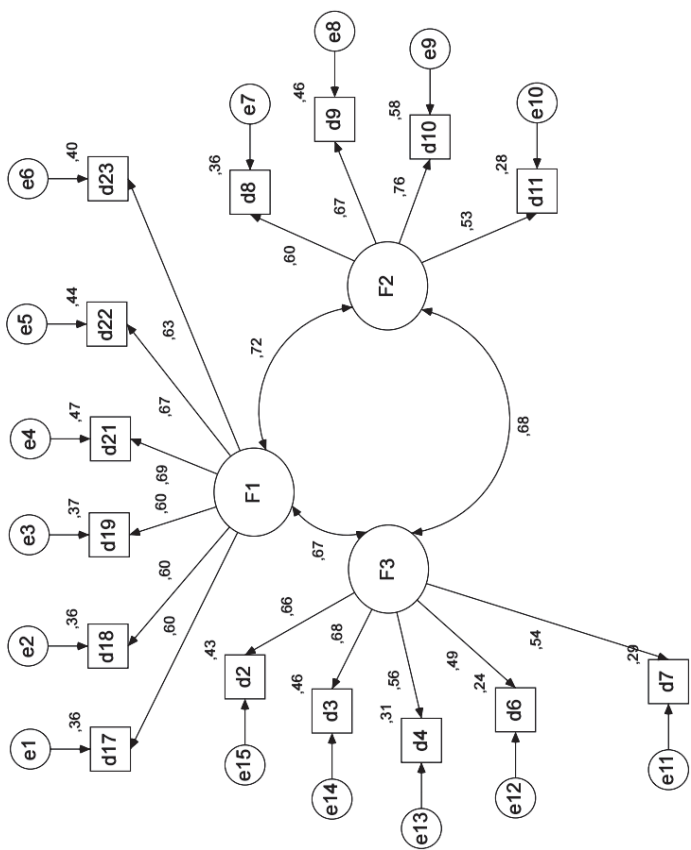 e1
,36
d17
e2
,36
d18
e3
,37
d19
e4
,47
d21
e5
,44
d22
e6
,40
d23
,60
,60
,60
,69
,67
,63
F1
e15
,43
d2
e14
,46
d3
e13
,31
d4
e12
,24
d6
e11
,29
d7
,66
,68
,56
,49
,54
F3
,67
,72
,68
F2
,60
,67
,76
,53
e7
,36
d8
e8
,46
d9
e9
,58
d10
e10
,28
d11